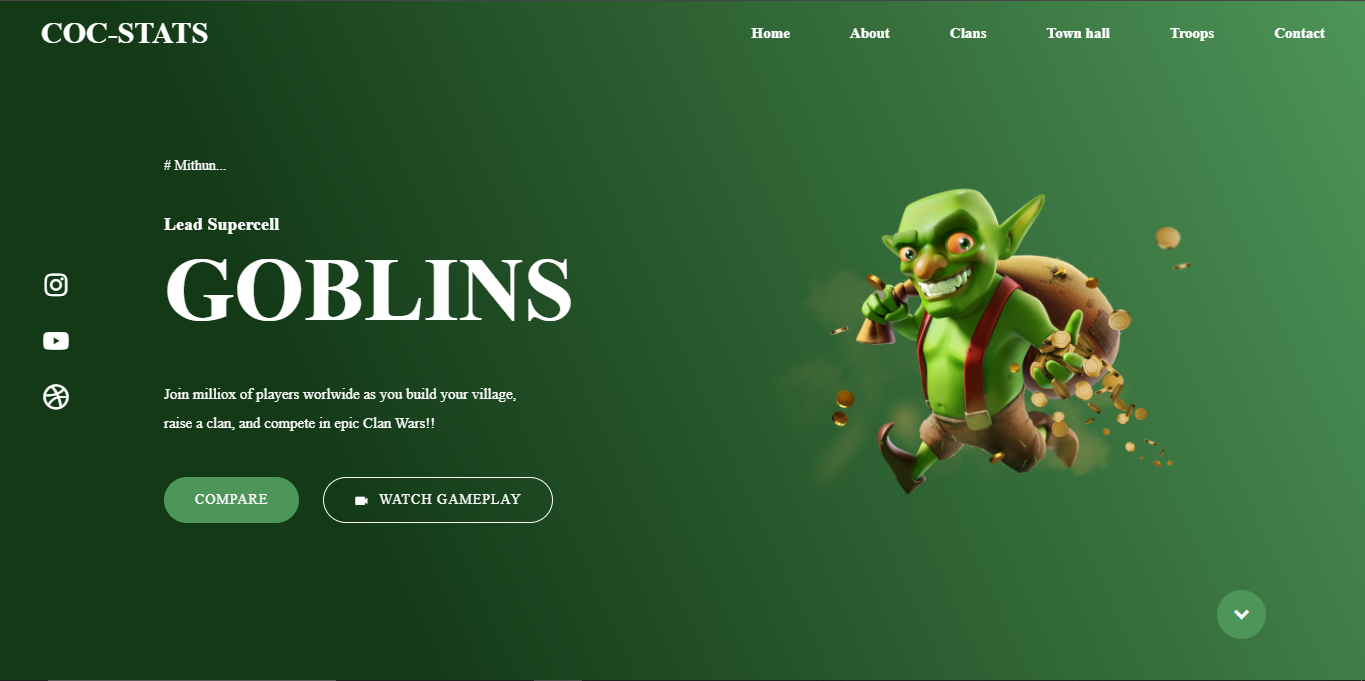 COC-STATS
Home About Clans Town hall Troops Contact
# Mithun...
Lead Supercell
GOBLINS
Join milliox of players worlwide as you build your village,
raise a clan, and compete in epic Clan Wars!!
COMPARE
WATCH GAMEPLAY